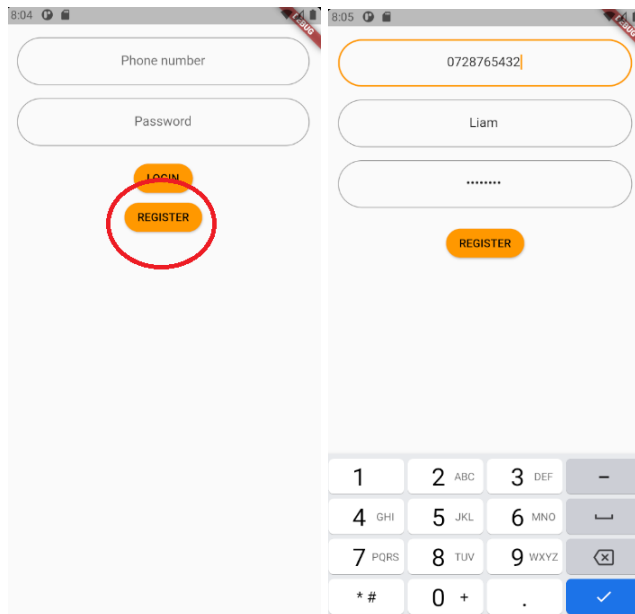 8:04
Phone number
Password
LOGIN
REGISTER
8:05
0728765432
Liam
••••••••
REGISTER
1
2 ABC
3 DEF
–
4 GHI
5 JKL
6 MNO
7 PQRS
8 TUV
9 WXYZ
* #
0 +
.